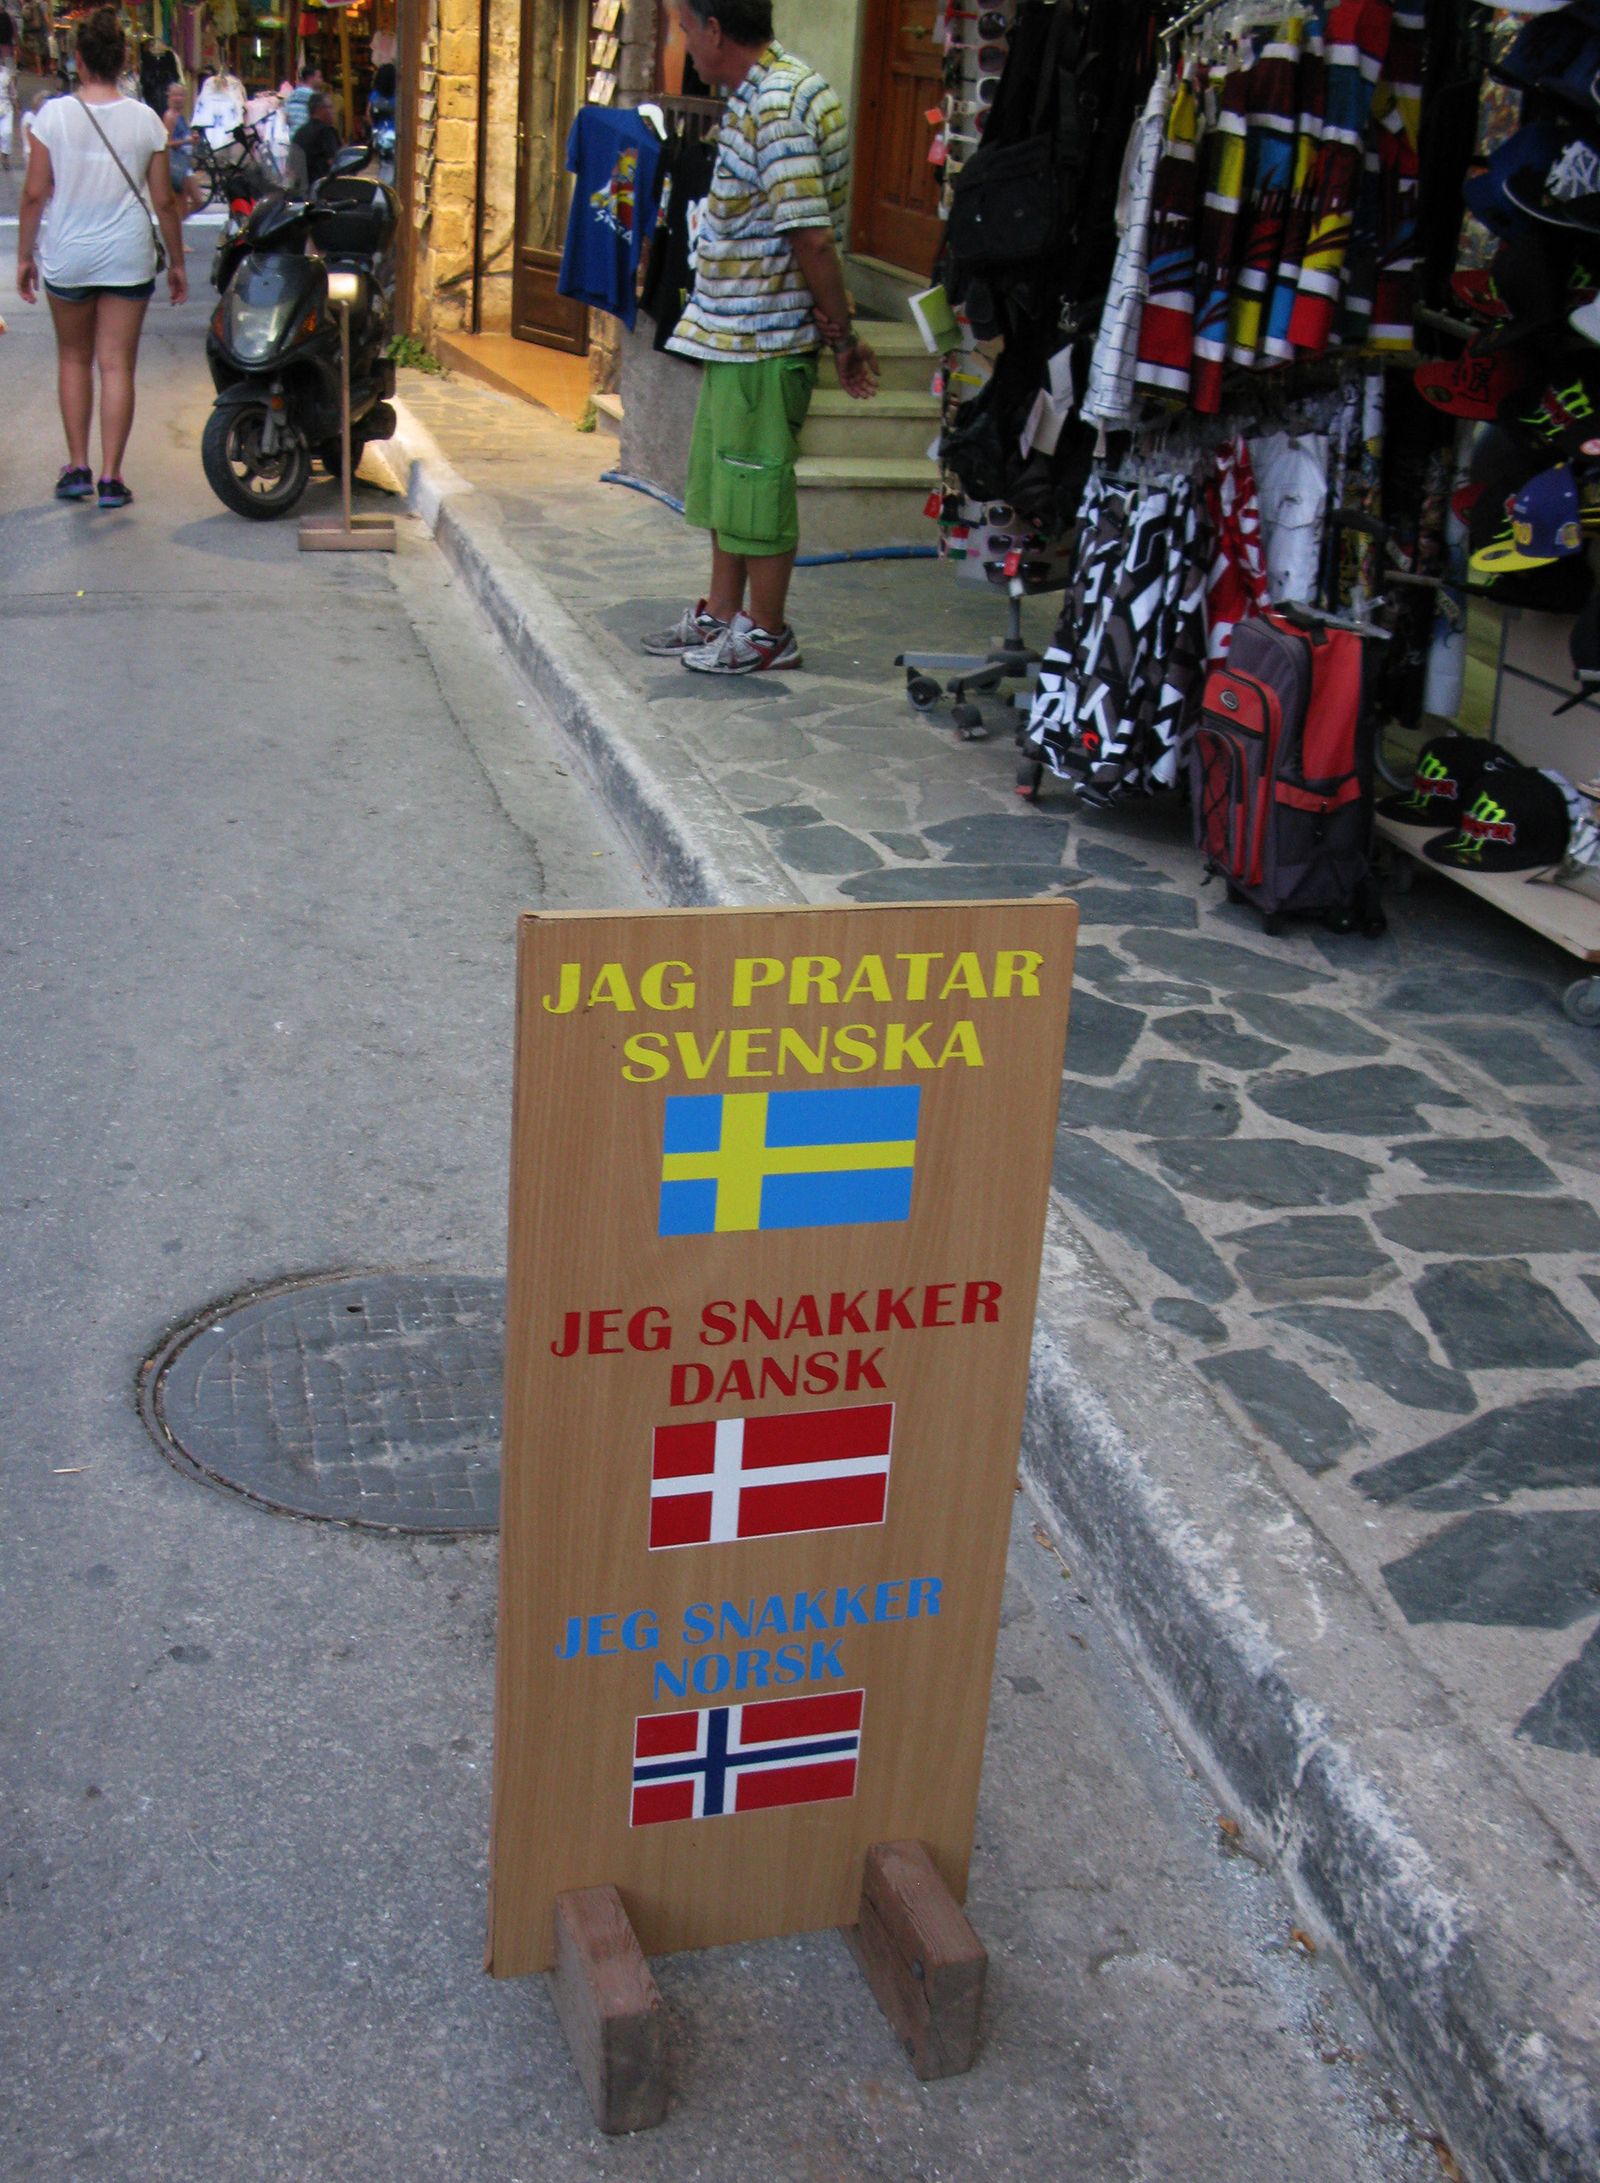 JAG PRATAR
SVENSKA
JEG SNAKKER
DANSK
JEG SNAKKER
NORSK